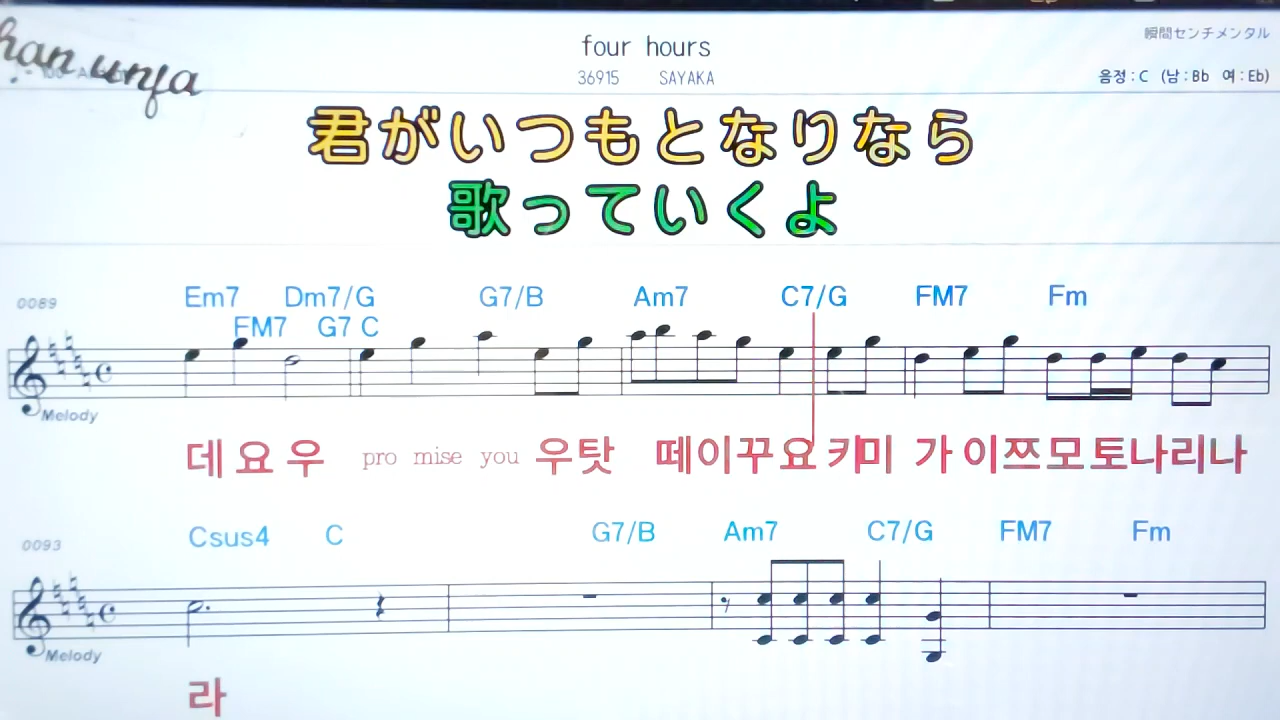 han unja
four hours
瞬間センチメンタル
36915 SAYAKA
음정 : C (남 : Bb 여 : Eb)
君がいつもとなりなら
歌っていくよ
0089
Em7 Dm7/G G7/B Am7 C7/G FM7 Fm
FM7 G7 C
Melody
데 요 우 pro mise you 우탓 떼이꾸요 키미 가 이쯔모토나리나
0093
Csus4 C G7/B Am7 C7/G FM7 Fm
Melody
라